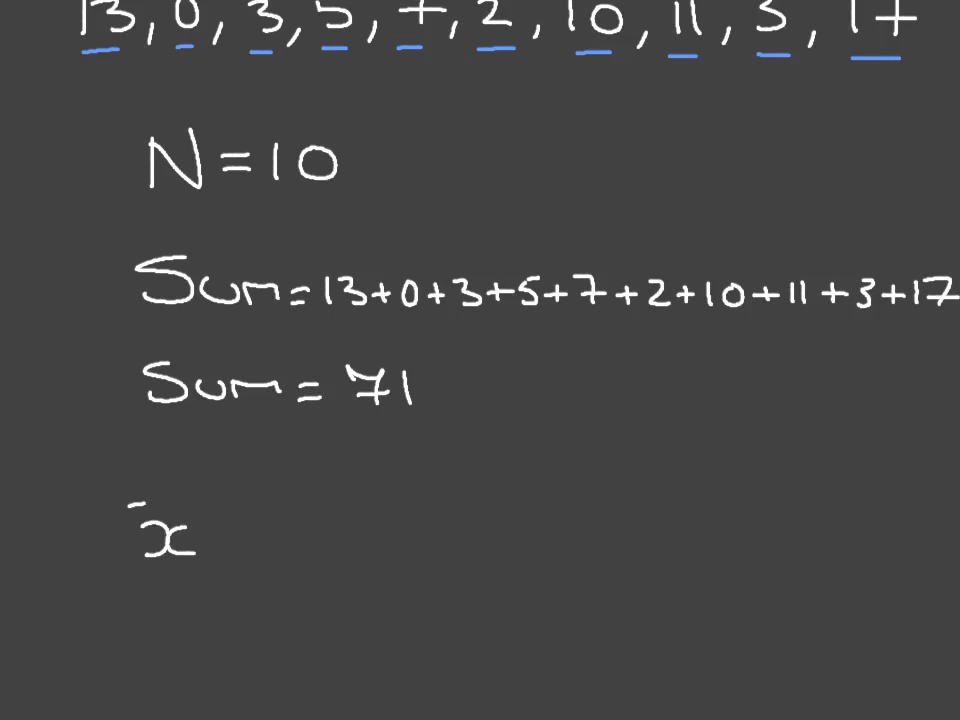 13, 0, 3, 5, 7, 2, 10, 11, 3, 17
N=10
Sum=13+0+3+5+7+2+10+11+3+17
Sum=71
x̄